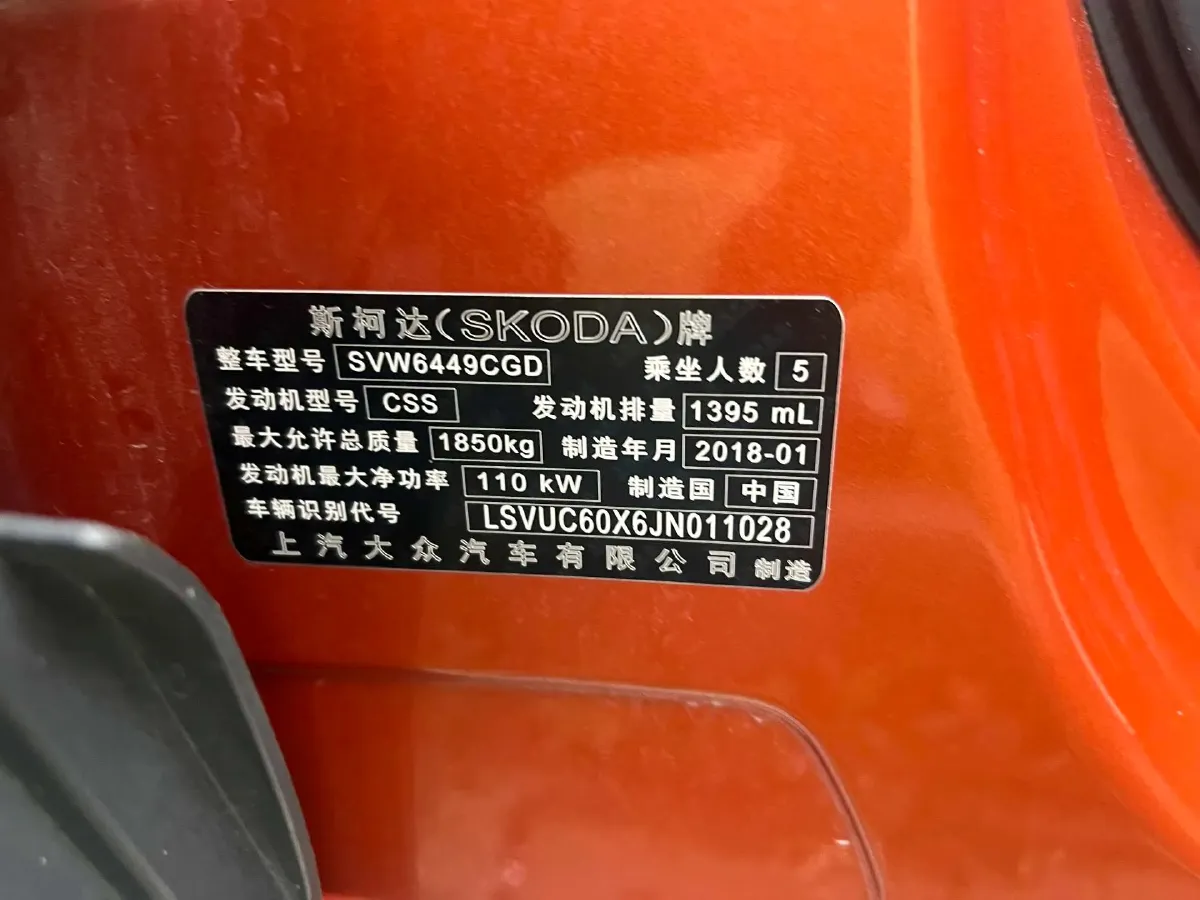 斯柯达(SKODA)牌
整车型号 SVW6449CGD 乘坐人数 5
发动机型号 CSS 发动机排量 1395 mL
最大允许总质量 1850kg 制造年月 2018-01
发动机最大净功率 110 kW 制造国 中国
车辆识别代号 LSVUC60X6JN011028
上汽大众汽车有限公司 制造